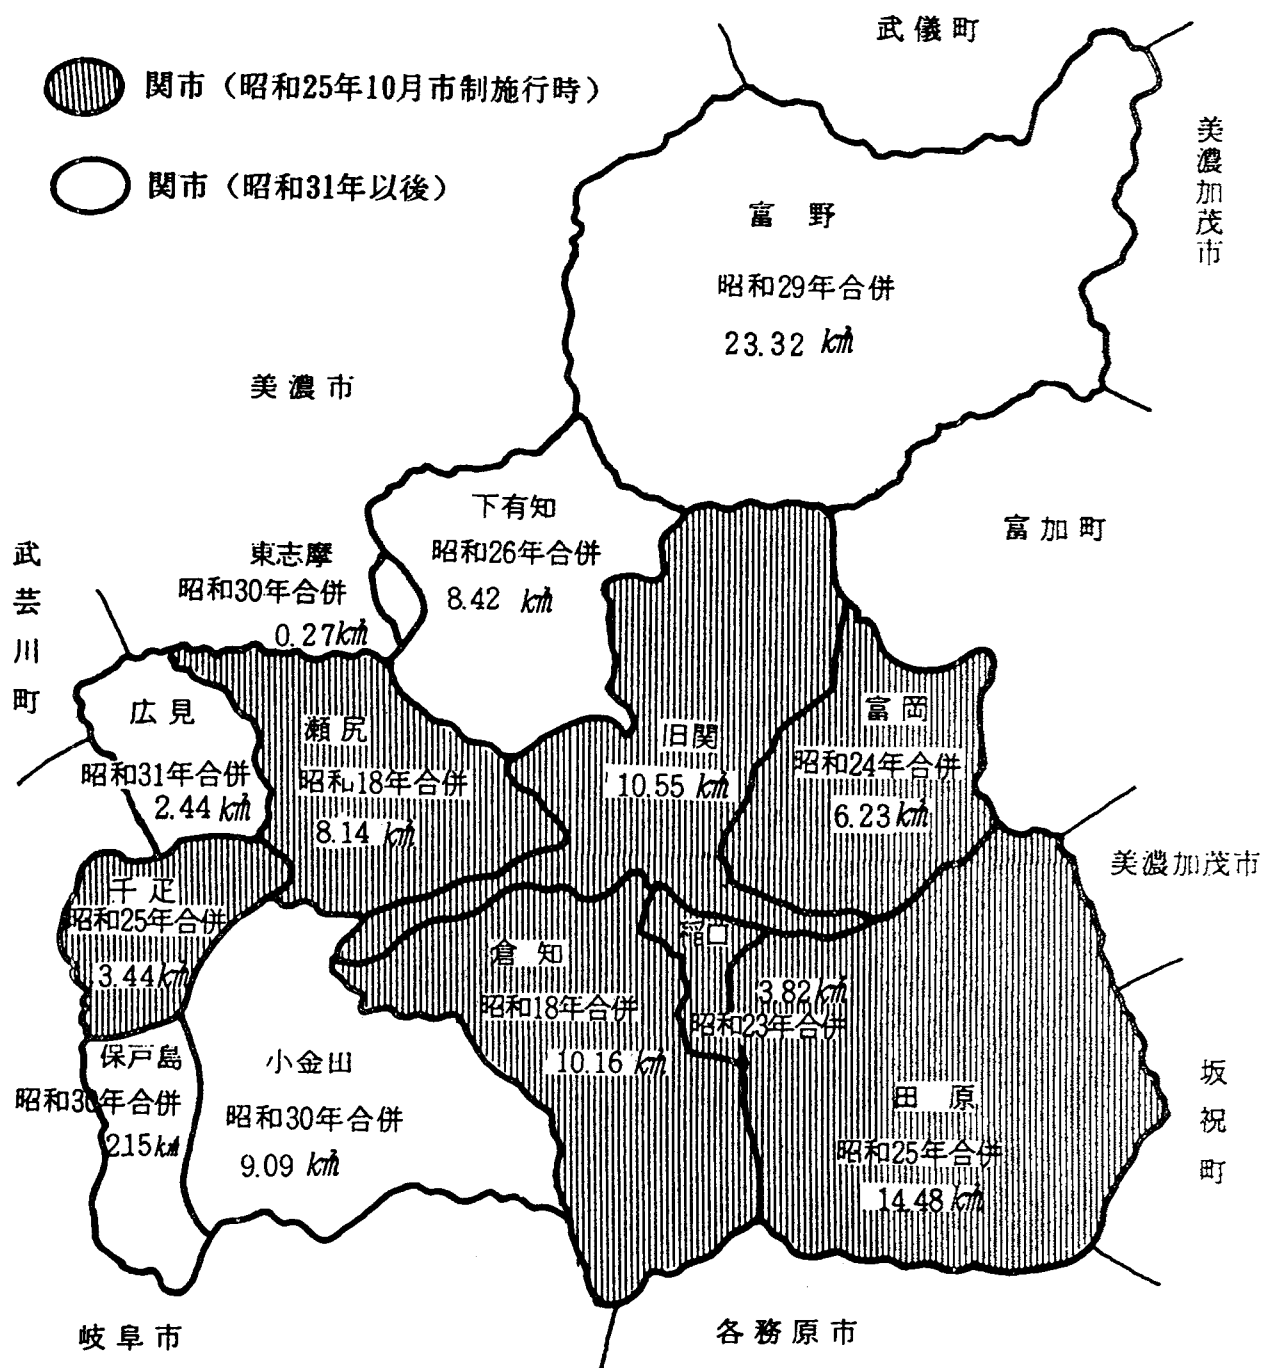 武儀町
関市（昭和25年10月市制施行時）
関市（昭和31年以後）
美濃加茂市
富野
昭和29年合併
23.32 km²
美濃市
下有知
昭和26年合併
8.42 km²
富加町
東志摩
昭和30年合併
0.27km²
武芸川町
広見
昭和31年合併
2.44 km²
瀬尻
昭和18年合併
8.14 km²
旧関
10.55 km²
富岡
昭和24年合併
6.23 km²
美濃加茂市
千疋
昭和25年合併
3.44 km²
倉知
昭和18年合併
10.16 km²
稲口
3.82 km²
昭和23年合併
保戸島
昭和30年合併
2.15 km²
小金山
昭和30年合併
9.09 km²
田原
昭和25年合併
14.48 km²
坂祝町
岐阜市
各務原市